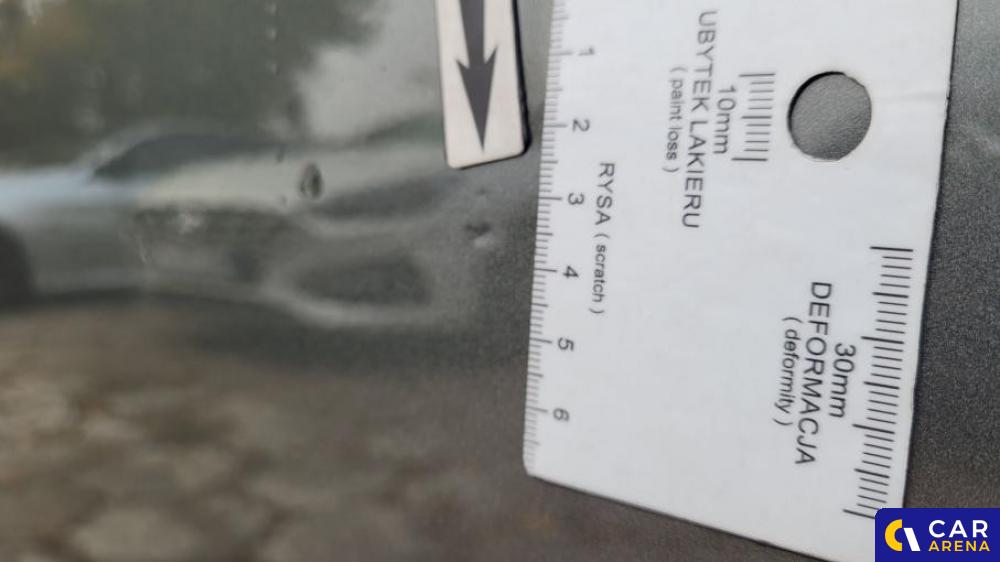 1
2
3
4
5
6
RYSA ( scratch )
10mm
UBYTEK LAKIERU
( paint loss )
30mm
DEFORMACJA
( deformity )
CAR
ARENA